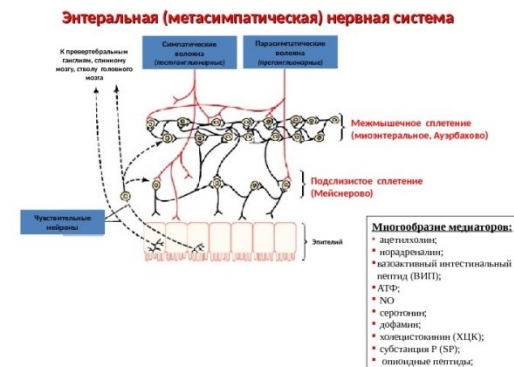 Энтеральная (метасимпатическая) нервная система
К превертебральным
ганглиям, спинному
мозгу, стволу головного
мозга
Симпатические
волокна
(постганглионарные)
Парасимпатические
волокна
(преганглионарные)
Межмышечное сплетение
(миоэнтеральное, Ауэрбахово)
Подслизистое сплетение
(Мейснерово)
Чувствительные
нейроны
Эпителий
Многообразие медиаторов:
ацетилхолин;
норадреналин;
вазоактивный интестинальный
пептид (ВИП);
АТФ;
NO
серотонин;
дофамин;
холецистокинин (ХЦК);
субстанция Р (SP);
опиоидные пептиды;